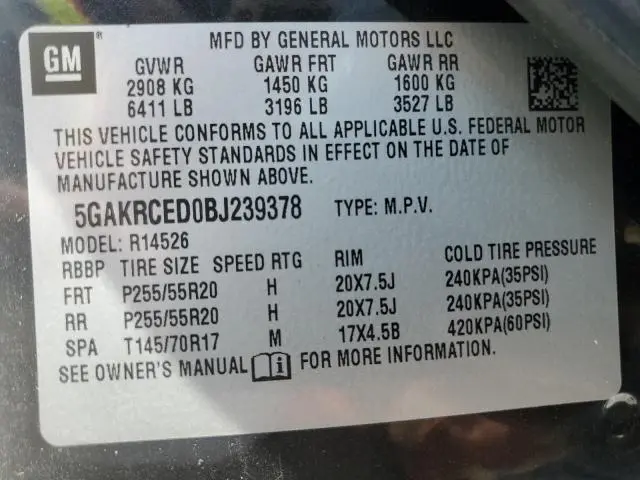 GM ®
MFD BY GENERAL MOTORS LLC
GVWR GAWR FRT GAWR RR
2908 KG 1450 KG 1600 KG
6411 LB 3196 LB 3527 LB
THIS VEHICLE CONFORMS TO ALL APPLICABLE U.S. FEDERAL MOTOR
VEHICLE SAFETY STANDARDS IN EFFECT ON THE DATE OF
MANUFACTURE SHOWN ABOVE.
5GAKRCED0BJ239378 TYPE: M.P.V.
MODEL: R14526
RBBP TIRE SIZE SPEED RTG RIM COLD TIRE PRESSURE
FRT P255/55R20 H 20X7.5J 240KPA(35PSI)
RR P255/55R20 H 20X7.5J 240KPA(35PSI)
SPA T145/70R17 M 17X4.5B 420KPA(60PSI)
SEE OWNER'S MANUAL i FOR MORE INFORMATION.